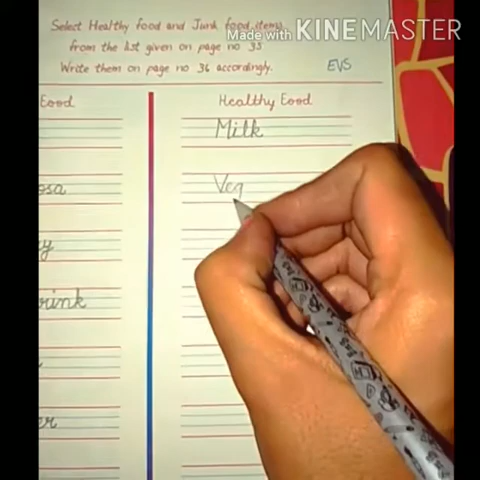 Select Healthy food and Junk food items
Made with KINEMASTER
from the list given on page no 35
Write them on page no 36 accordingly. EVS
Food Healthy Food
Milk
osa Veg
y
rink
er